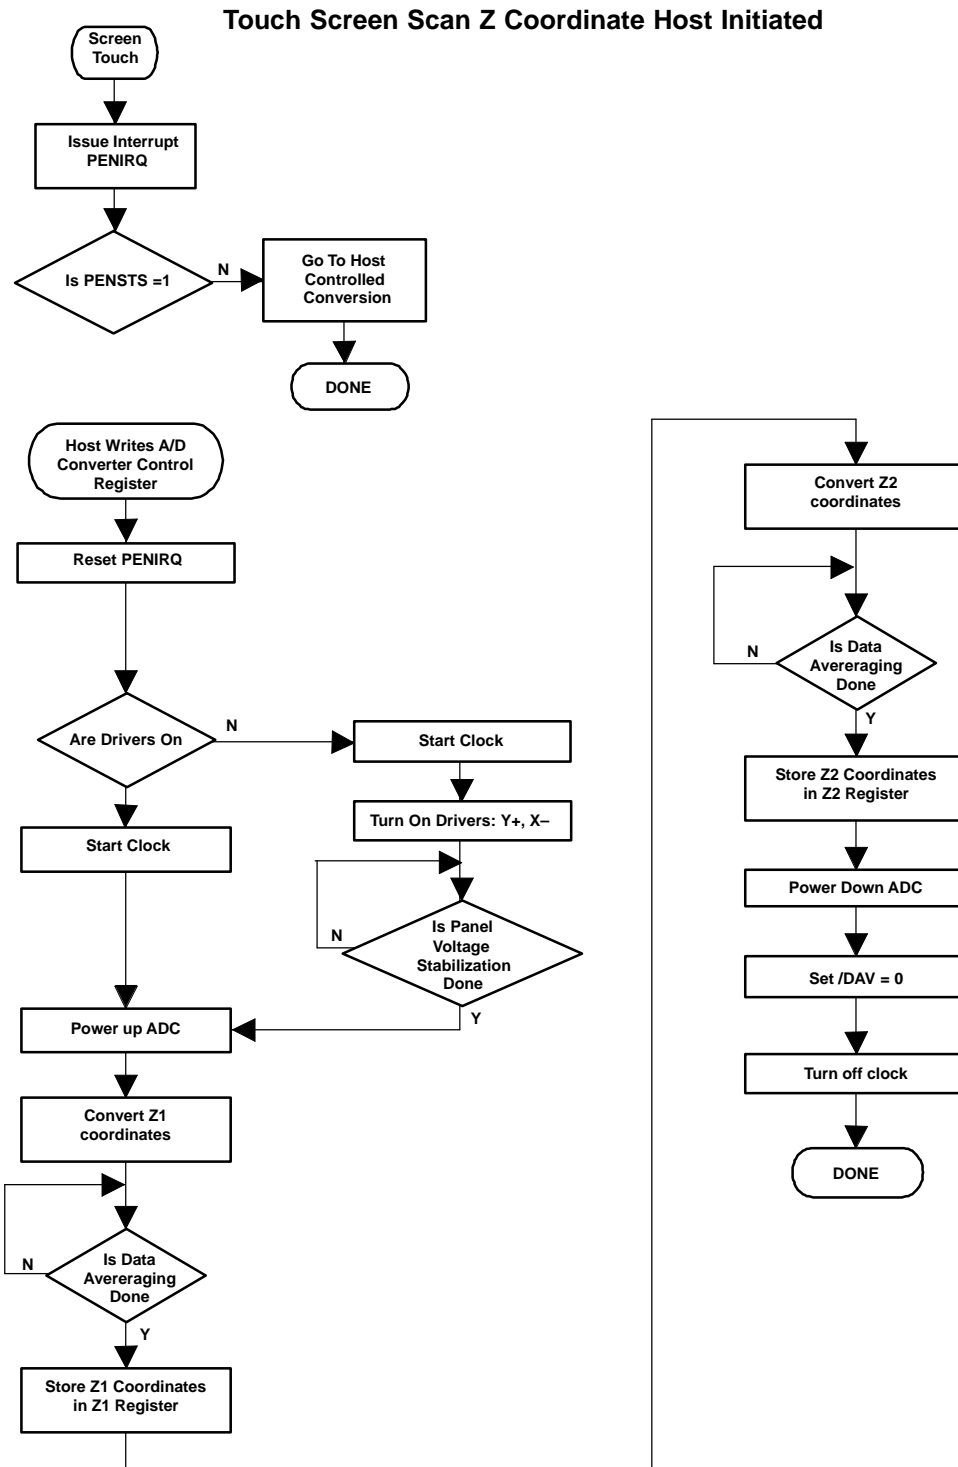 Touch Screen Scan Z Coordinate Host Initiated
Screen
Touch
Issue Interrupt
PENIRQ
Is PENSTS =1
N
Go To Host
Controlled
Conversion
DONE
Host Writes A/D
Converter Control
Register
Reset PENIRQ
Are Drivers On
N
Start Clock
Turn On Drivers: Y+, X–
Start Clock
Is Panel
Voltage
Stabilization
Done
N
Y
Power up ADC
Convert Z1
coordinates
Is Data
Avereraging
Done
N
Y
Store Z1 Coordinates
in Z1 Register
Convert Z2
coordinates
Is Data
Avereraging
Done
N
Y
Store Z2 Coordinates
in Z2 Register
Power Down ADC
Set /DAV = 0
Turn off clock
DONE